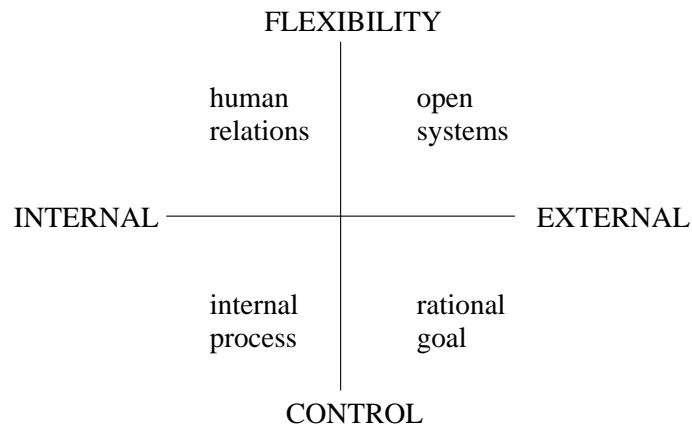 FLEXIBILITY
human
relations
open
systems
INTERNAL
EXTERNAL
internal
process
rational
goal
CONTROL